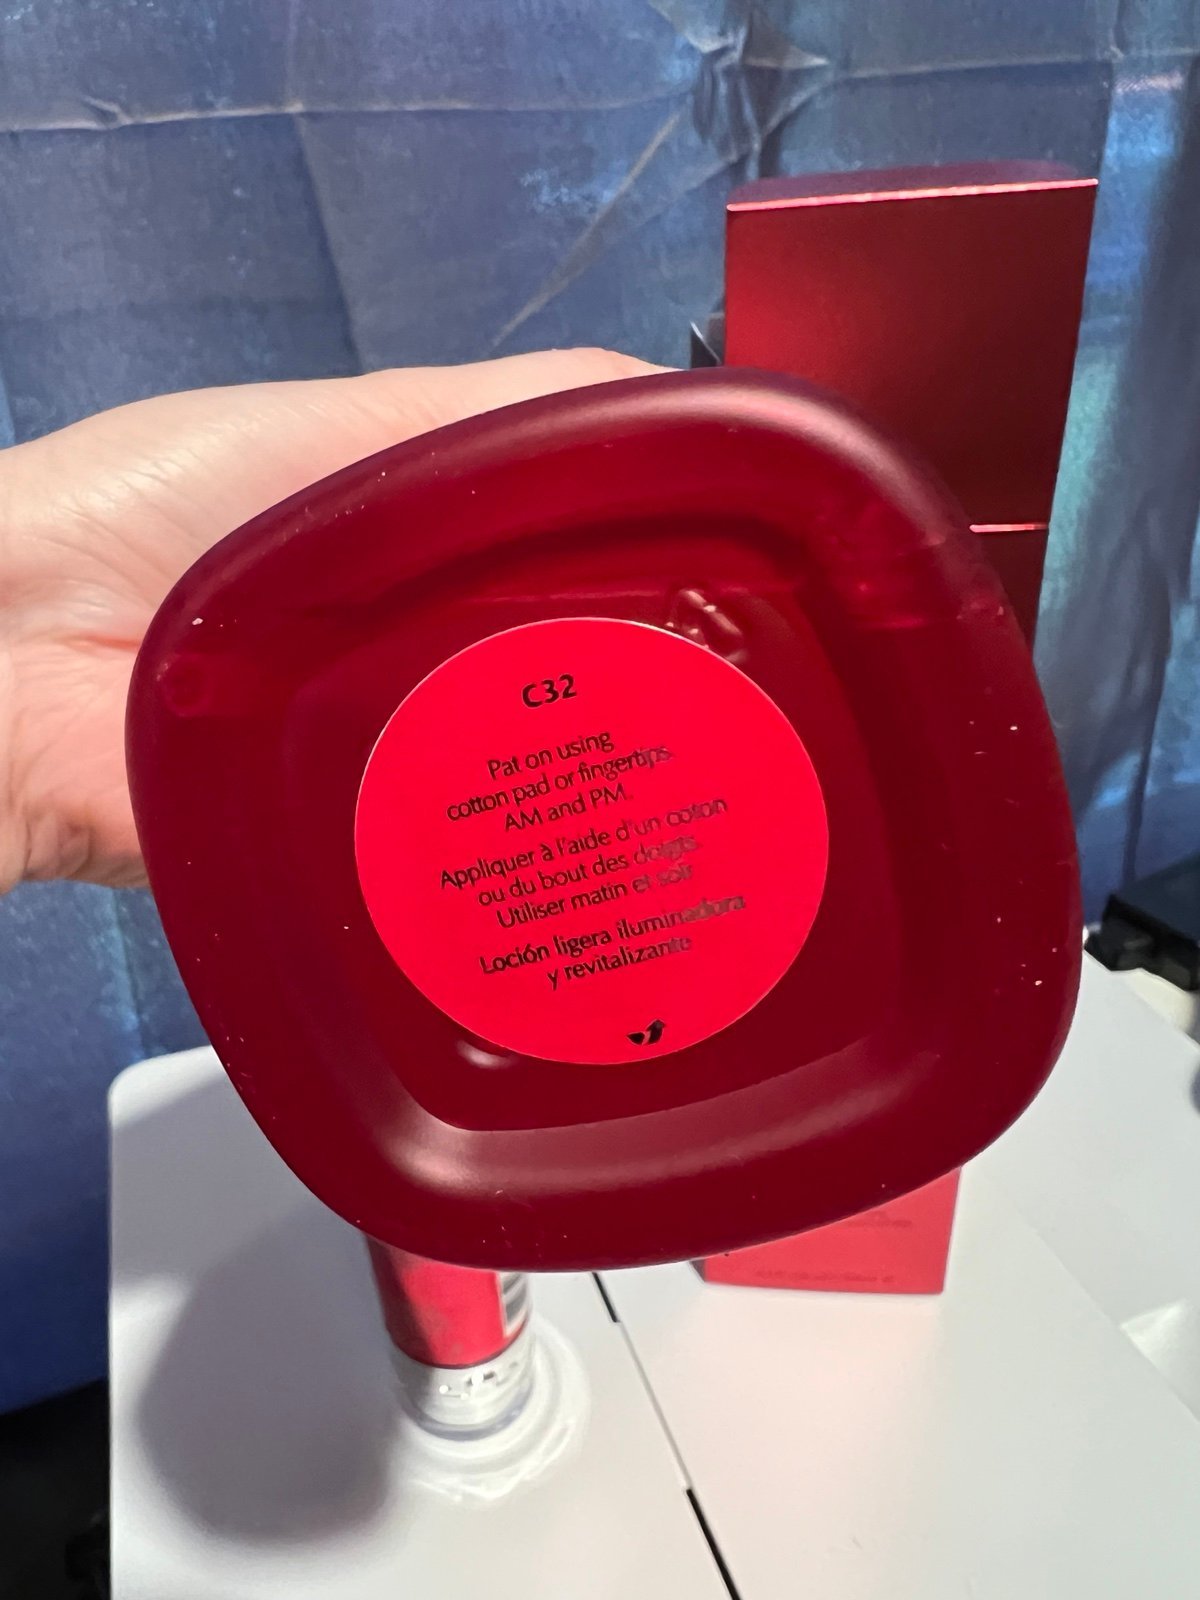 C32
Pat on using
cotton pad or fingertips
AM and PM.
Appliquer à l'aide d'un coton
ou du bout des doigts.
Utiliser matin et soir
Loción ligera iluminadora
y revitalizante